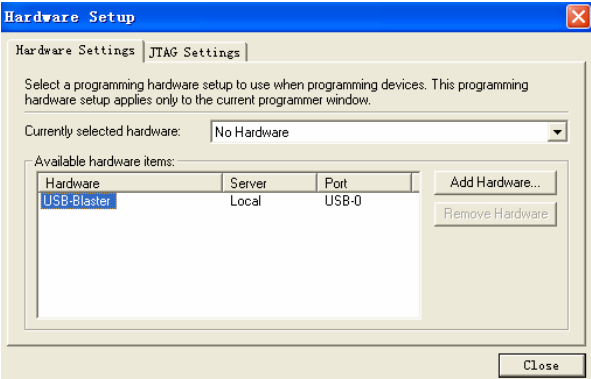 Hardware Setup
Hardware Settings JTAG Settings
Select a programming hardware setup to use when programming devices. This programming
hardware setup applies only to the current programmer window.
Currently selected hardware: No Hardware
Available hardware items:
Hardware Server Port
USB-Blaster Local USB-0
Add Hardware...
Remove Hardware
Close